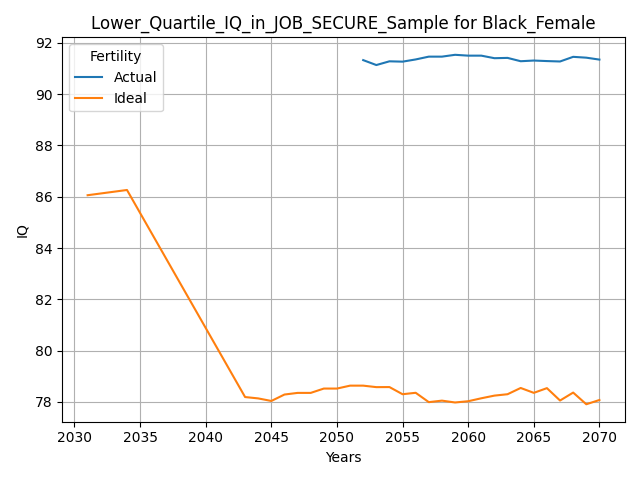 Lower_Quartile_IQ_in_JOB_SECURE_Sample for Black_Female
Fertility
Actual
Ideal
IQ
92
90
88
86
84
82
80
78
2030 2035 2040 2045 2050 2055 2060 2065 2070
Years